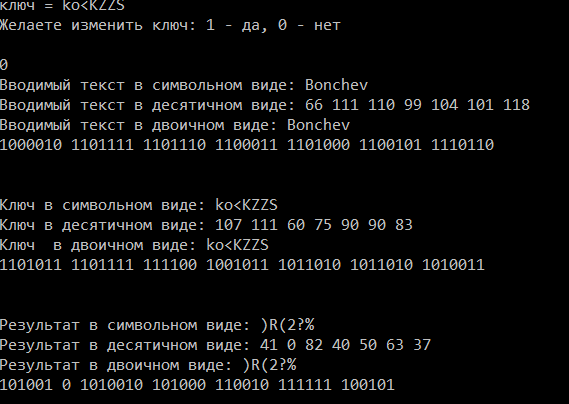 ключ = ko<KZZS
Желаете изменить ключ: 1 - да, 0 - нет
0
Вводимый текст в символьном виде: Bonchev
Вводимый текст в десятичном виде: 66 111 110 99 104 101 118
Вводимый текст в двоичном виде: Bonchev
1000010 1101111 1101110 1100011 1101000 1100101 1110110
Ключ в символьном виде: ko<KZZS
Ключ в десятичном виде: 107 111 60 75 90 90 83
Ключ  в двоичном виде: ko<KZZS
1101011 1101111 111100 1001011 1011010 1011010 1010011
Результат в символьном виде: )R(2?%
Результат в десятичном виде: 41 0 82 40 50 63 37
Результат в двоичном виде: )R(2?%
101001 0 1010010 101000 110010 111111 100101